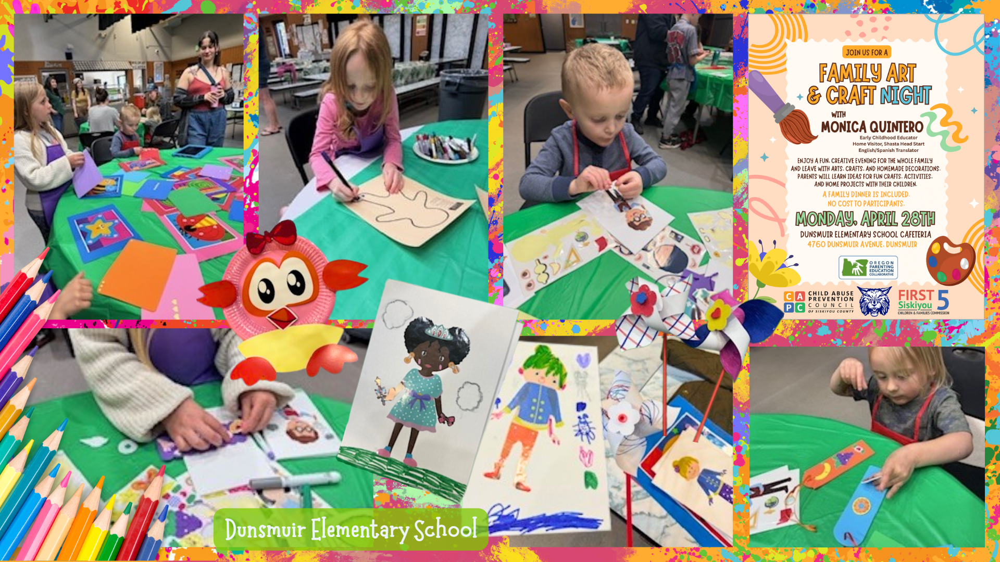 JOIN US FOR A
FAMILY ART
& CRAFT NIGHT
WITH
MONICA QUINTERO
Early Childhood Educator
Home Visitor, Shasta Head Start
English/Spanish Translator
ENJOY A FUN, CREATIVE EVENING FOR THE WHOLE FAMILY
AND LEAVE WITH ARTS, CRAFTS, AND HOMEMADE DECORATIONS.
PARENTS WILL LEARN IDEAS FOR FUN CRAFTS, ACTIVITIES,
AND HOME PROJECTS WITH THEIR CHILDREN.
A FAMILY DINNER IS INCLUDED.
NO COST TO PARTICIPANTS.
MONDAY, APRIL 28TH
DUNSMUIR ELEMENTARY SCHOOL CAFETERIA
4760 DUNSMUIR AVENUE, DUNSMUIR
OREGON
PARENTING
EDUCATION
COLLABORATIVE
CA
PC
CHILD ABUSE
PREVENTION
COUNCIL
OF SISKIYOU COUNTY
FIRST 5
Siskiyou
CHILDREN & FAMILIES COMMISSION
Dunsmuir Elementary School